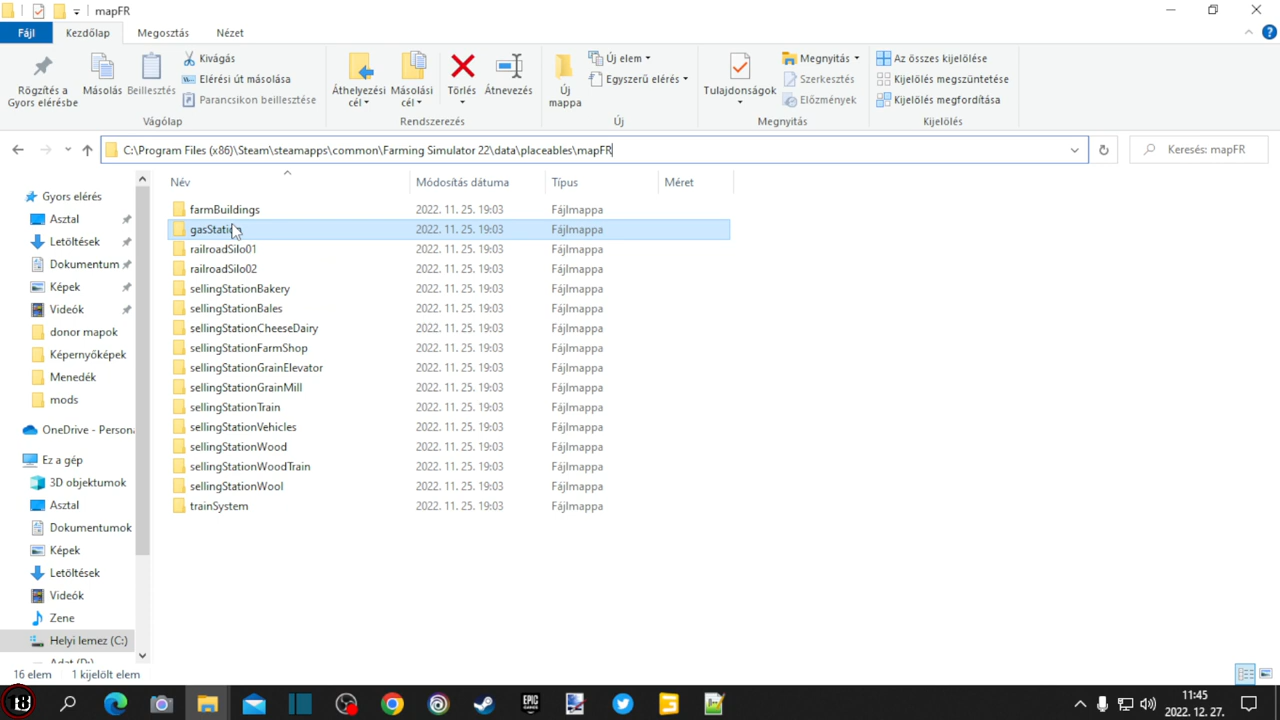 mapFR
Fájl Kezdőlap Megosztás Nézet
Rögzítés a Gyors elérésbe
Másolás
Beillesztés
Kivágás
Elérési út másolása
Parancsikon beillesztése
Vágólap
Áthelyezési cél
Másolási cél
Törlés
Átnevezés
Rendszerezés
Új mappa
Új elem
Egyszerű elérés
Új
Tulajdonságok
Megnyitás
Szerkesztés
Előzmények
Megnyitás
Az összes kijelölése
Kijelölés megszüntetése
Kijelölés megfordítása
Kijelölés
C:\Program Files (x86)\Steam\steamapps\common\Farming Simulator 22\data\placeables\mapFR
Keresés: mapFR
Gyors elérés
Asztal
Letöltések
Dokumentum
Képek
Videók
donor mapok
Képernyőképek
Menedék
mods
OneDrive - Persona
Ez a gép
3D objektumok
Asztal
Dokumentumok
Képek
Letöltések
Videók
Zene
Helyi lemez (C:)
Név Módosítás dátuma Típus Méret
farmBuildings 2022. 11. 25. 19:03 Fájlmappa
gasStation 2022. 11. 25. 19:03 Fájlmappa
railroadSilo01 2022. 11. 25. 19:03 Fájlmappa
railroadSilo02 2022. 11. 25. 19:03 Fájlmappa
sellingStationBakery 2022. 11. 25. 19:03 Fájlmappa
sellingStationBales 2022. 11. 25. 19:03 Fájlmappa
sellingStationCheeseDairy 2022. 11. 25. 19:03 Fájlmappa
sellingStationFarmShop 2022. 11. 25. 19:03 Fájlmappa
sellingStationGrainElevator 2022. 11. 25. 19:03 Fájlmappa
sellingStationGrainMill 2022. 11. 25. 19:03 Fájlmappa
sellingStationTrain 2022. 11. 25. 19:03 Fájlmappa
sellingStationVehicles 2022. 11. 25. 19:03 Fájlmappa
sellingStationWood 2022. 11. 25. 19:03 Fájlmappa
sellingStationWoodTrain 2022. 11. 25. 19:03 Fájlmappa
sellingStationWool 2022. 11. 25. 19:03 Fájlmappa
trainSystem 2022. 11. 25. 19:03 Fájlmappa
16 elem 1 kijelölt elem
EPIC GAMES
11:45
2022. 12. 27.